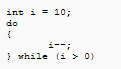 int i = 10;
do
{
    i--;
} while (i > 0)